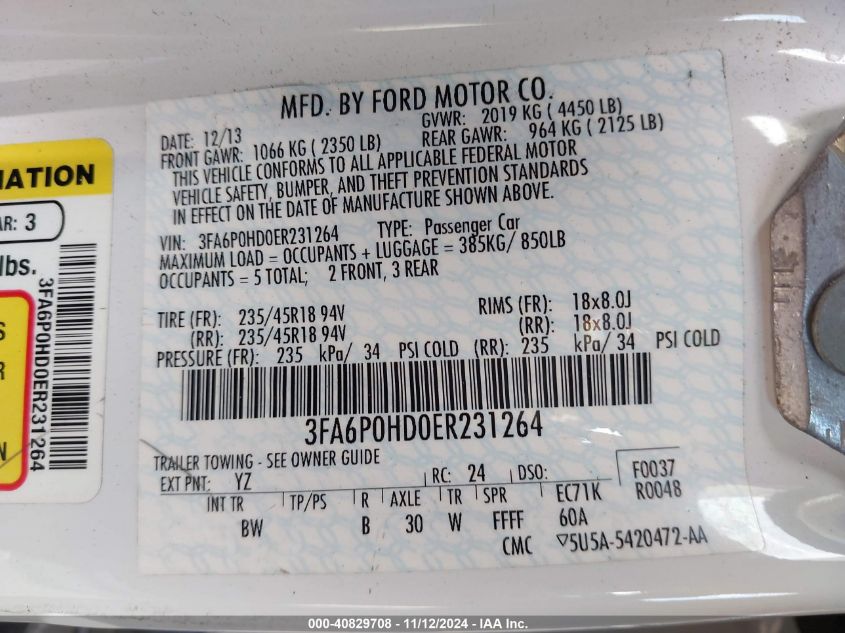 MFD. BY FORD MOTOR CO.
DATE: 12/13 GVWR: 2019 KG ( 4450 LB)
FRONT GAWR: 1066 KG ( 2350 LB) REAR GAWR: 964 KG ( 2125 LB)
THIS VEHICLE CONFORMS TO ALL APPLICABLE FEDERAL MOTOR
VEHICLE SAFETY, BUMPER, AND THEFT PREVENTION STANDARDS
IN EFFECT ON THE DATE OF MANUFACTURE SHOWN ABOVE.
VIN: 3FA6P0HD0ER231264 TYPE: Passenger Car
MAXIMUM LOAD = OCCUPANTS + LUGGAGE = 385KG/ 850LB
OCCUPANTS = 5 TOTAL; 2 FRONT, 3 REAR
TIRE (FR): 235/45R18 94V RIMS (FR): 18x8.0J
(RR): 235/45R18 94V (RR): 18x8.0J
PRESSURE (FR): 235 kPa/ 34 PSI COLD (RR): 235 kPa/ 34 PSI COLD
3FA6P0HD0ER231264
TRAILER TOWING - SEE OWNER GUIDE
EXT PNT: YZ RC: 24 DSO: F0037
R0048
INT TR TP/PS R AXLE TR SPR EC71K
BW B 30 W FFFF 60A
CMC ▽5U5A-5420472-AA
AR: 3
lbs.
3FA6P0HD0ER231264
000-40829708 - 11/12/2024 - IAA Inc.